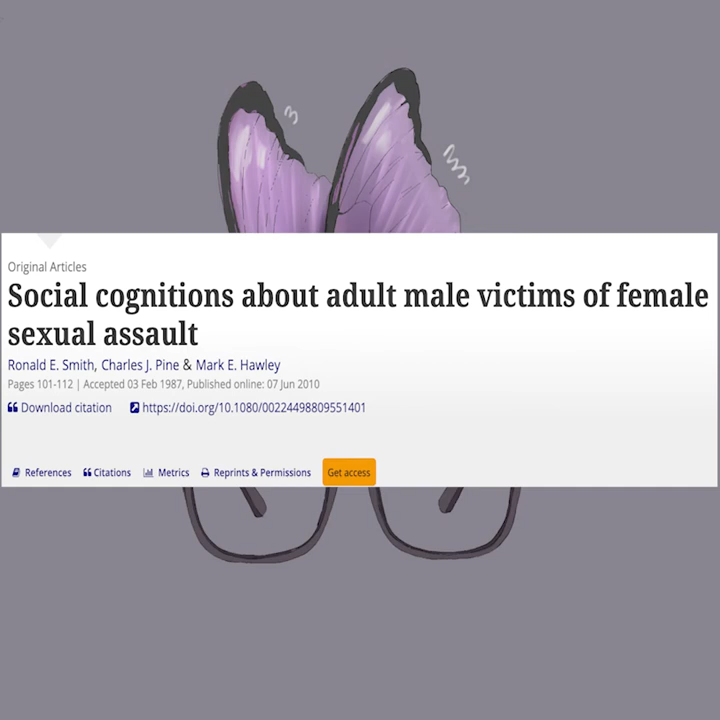 Original Articles
Social cognitions about adult male victims of female
sexual assault
Ronald E. Smith, Charles J. Pine & Mark E. Hawley
Pages 101-112 | Accepted 03 Feb 1987, Published online: 07 Jun 2010
Download citation https://doi.org/10.1080/00224498809551401
References Citations Metrics Reprints & Permissions Get access